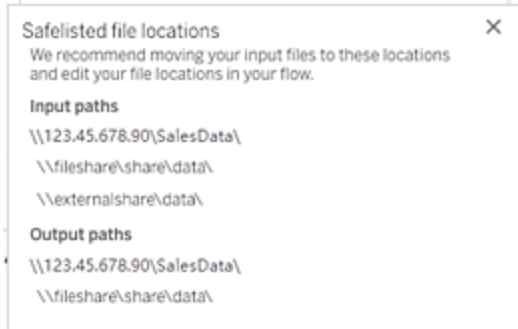 Safelisted file locations
We recommend moving your input files to these locations
and edit your file locations in your flow.
Input paths
\\123.45.678.90\SalesData\
\\fileshare\share\data\
\\externalshare\data\
Output paths
\\123.45.678.90\SalesData\
\\fileshare\share\data\